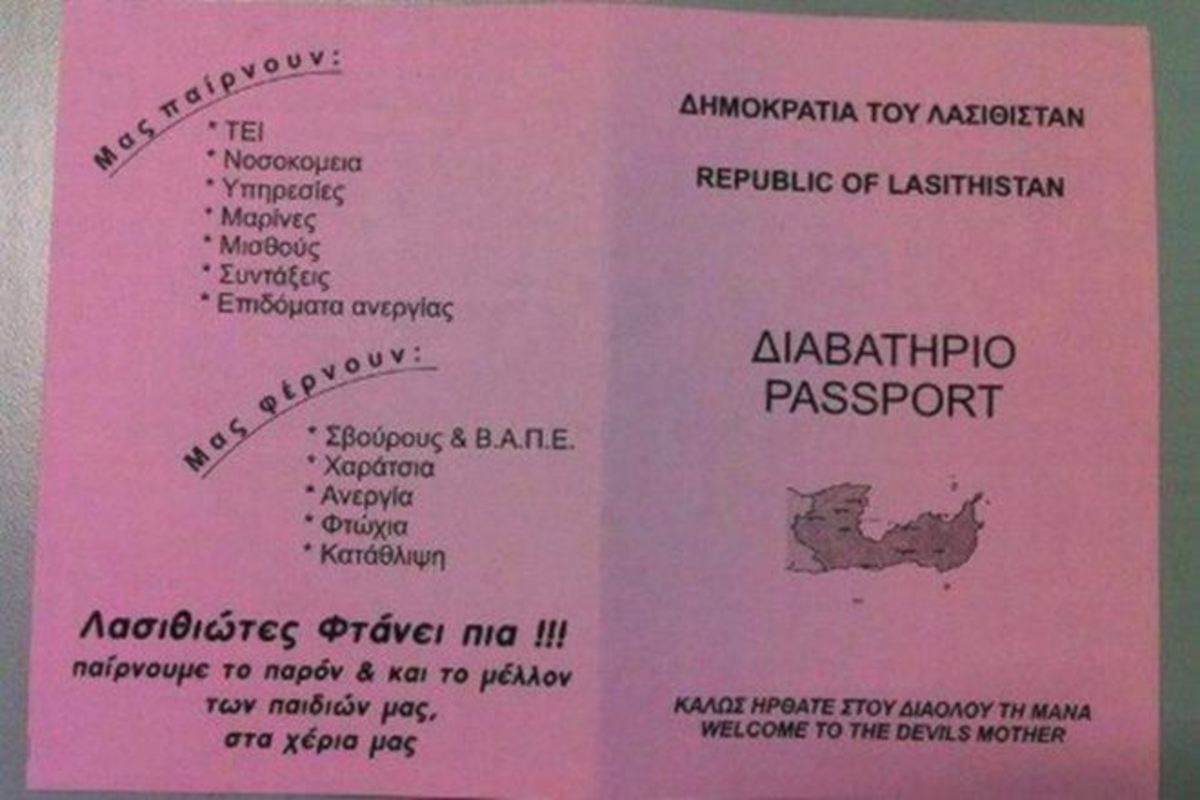 Μας παίρνουν:
* ΤΕΙ
* Νοσοκομεια
* Υπηρεσίες
* Μαρίνες
* Μισθούς
* Συντάξεις
* Επιδόματα ανεργίας
Μας φέρνουν:
* Σβούρους & Β.Α.Π.Ε.
* Χαράτσια
* Ανεργία
* Φτώχια
* Κατάθλιψη
Λασιθιώτες Φτάνει πια !!!
παίρνουμε το παρόν & και το μέλλον
των παιδιών μας,
στα χέρια μας
ΔΗΜΟΚΡΑΤΙΑ ΤΟΥ ΛΑΣΙΘΙΣΤΑΝ
REPUBLIC OF LASITHISTAN
ΔΙΑΒΑΤΗΡΙΟ
PASSPORT
ΚΑΛΩΣ ΗΡΘΑΤΕ ΣΤΟΥ ΔΙΑΟΛΟΥ ΤΗ ΜΑΝΑ
WELCOME TO THE DEVILS MOTHER